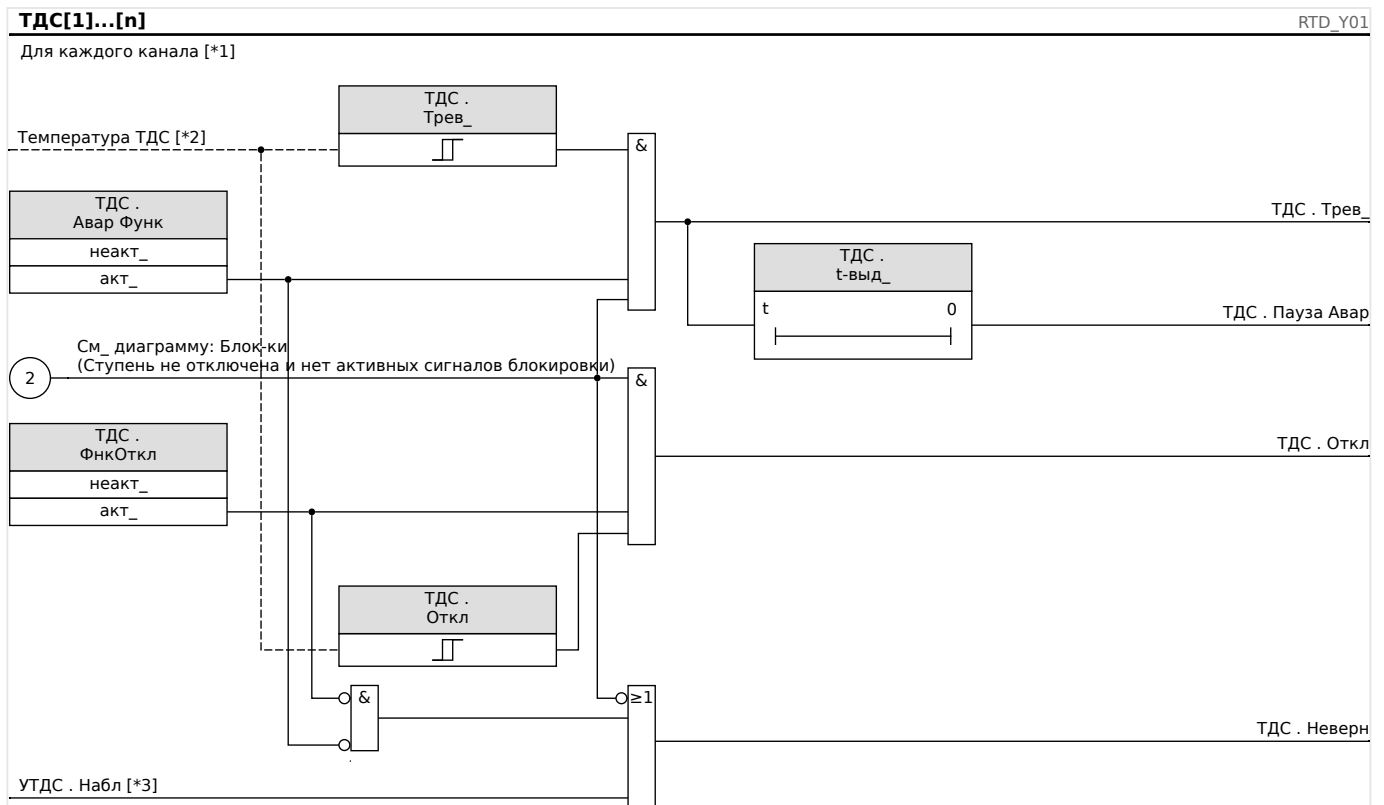 ТДС[1]...[n]
RTD_Y01
Для каждого канала [*1]
ТДС .
Трев_
Температура ТДС [*2]
&
ТДС .
Авар Функ
неакт_
акт_
ТДС . Трев_
ТДС .
t-выд_
t
0
ТДС . Пауза Авар
См_ диаграмму: Блок-ки
(Ступень не отключена и нет активных сигналов блокировки)
2
&
ТДС .
ФнкОткл
неакт_
акт_
ТДС . Откл
ТДС .
Откл
&
≥1
ТДС . Неверн
УТДС . Набл [*3]